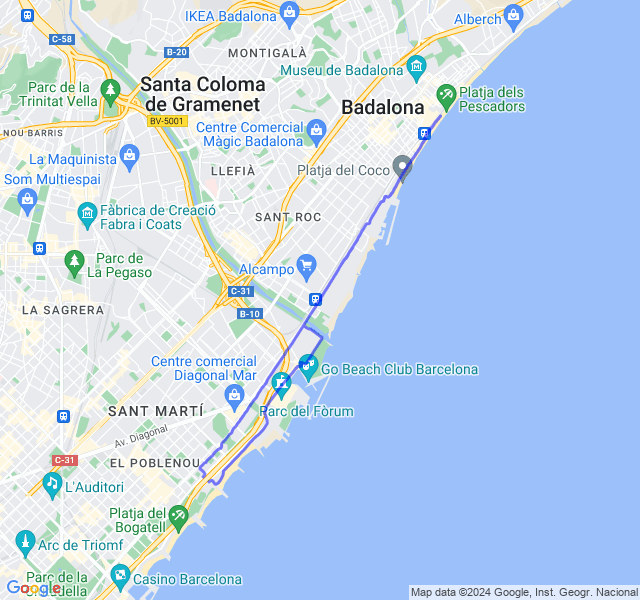 IKEA Badalona
Alberch
C-58
B-20
MONTIGALÀ
Museu de Badalona
Parc de la
Trinitat Vella
Santa Coloma
de Gramenet
Platja dels
Pescadors
Badalona
BV-5001
NOU BARRIS
Centre Comercial
Màgic Badalona
La Maquinista
LLEFIÀ
Platja del Coco
Som Multiespai
Fàbrica de Creació
Fabra i Coats
SANT ROC
Parc de
La Pegaso
Alcampo
C-31
LA SAGRERA
B-10
Centre comercial
Diagonal Mar
Go Beach Club Barcelona
SANT MARTÍ
Parc del Fòrum
Av. Diagonal
C-31
EL POBLENOU
L'Auditori
Platja del
Bogatell
Arc de Triomf
Parc de la
Casino Barcelona
Google
Map data ©2024 Google, Inst. Geogr. Nacional